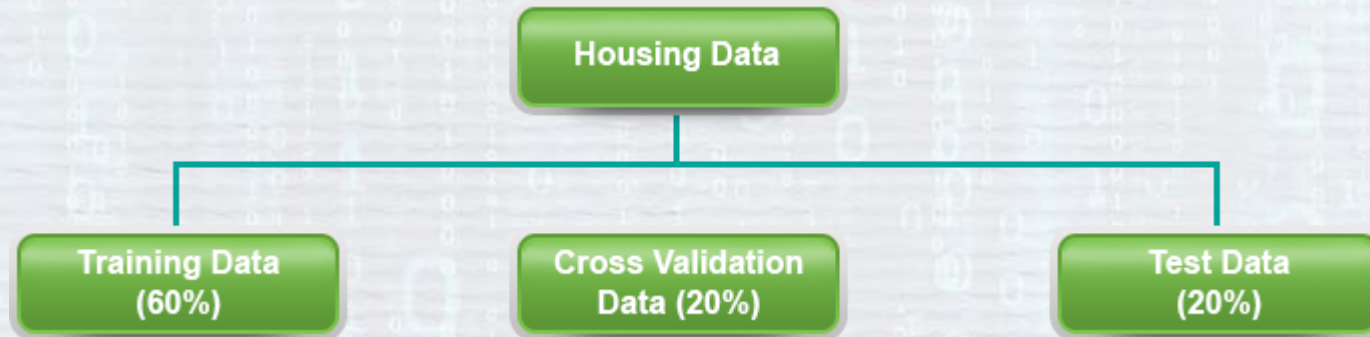 Housing Data
Training Data
(60%)
Cross Validation
Data (20%)
Test Data
(20%)